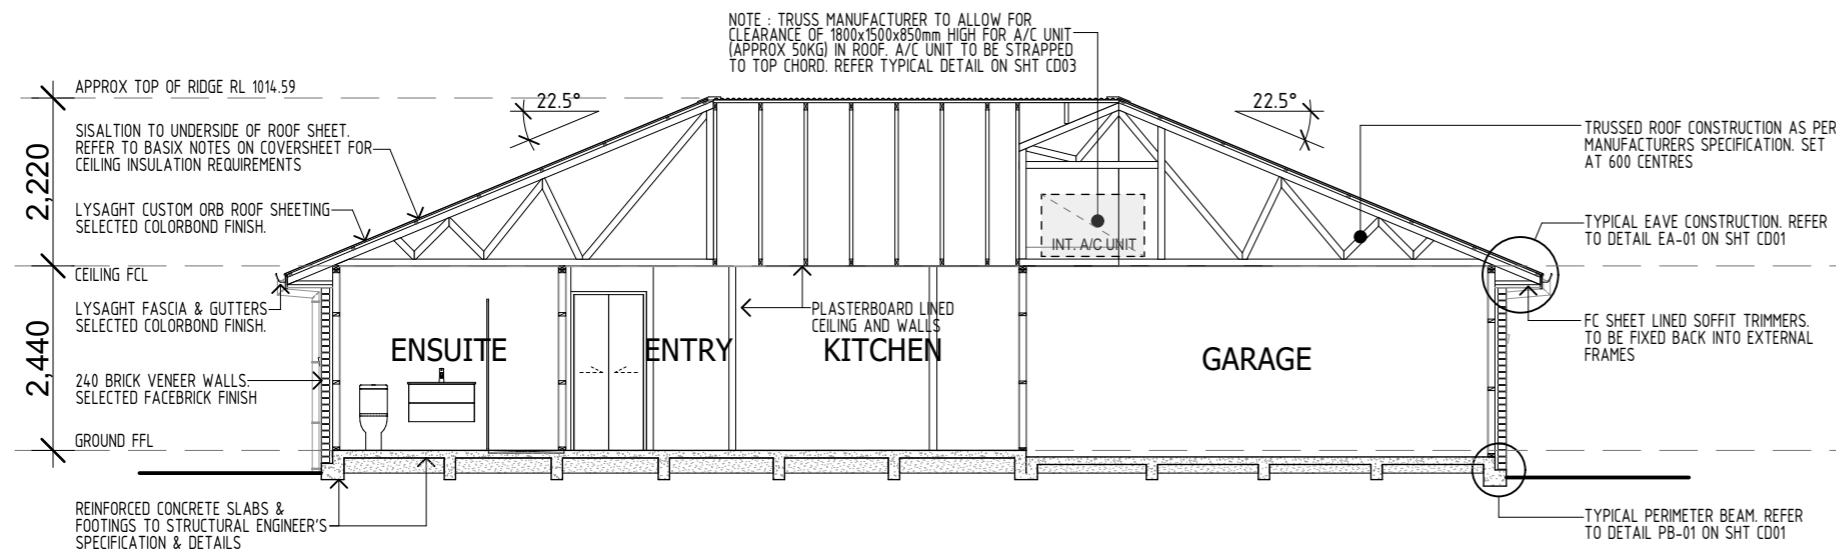 NOTE : TRUSS MANUFACTURER TO ALLOW FOR
CLEARANCE OF 1800x1500x850mm HIGH FOR A/C UNIT
(APPROX 50KG) IN ROOF. A/C UNIT TO BE STRAPPED
TO TOP CHORD. REFER TYPICAL DETAIL ON SHT CD03
APPROX TOP OF RIDGE RL 1014.59
22.5°
22.5°
SISALTION TO UNDERSIDE OF ROOF SHEET.
REFER TO BASIX NOTES ON COVERSHEET FOR
CEILING INSULATION REQUIREMENTS
TRUSSED ROOF CONSTRUCTION AS PER
MANUFACTURERS SPECIFICATION. SET
AT 600 CENTRES
2,220
LYSAGHT CUSTOM ORB ROOF SHEETING
SELECTED COLORBOND FINISH.
TYPICAL EAVE CONSTRUCTION. REFER
TO DETAIL EA-01 ON SHT CD01
INT. A/C UNIT
CEILING FCL
LYSAGHT FASCIA & GUTTERS
SELECTED COLORBOND FINISH.
PLASTERBOARD LINED
CEILING AND WALLS
FC SHEET LINED SOFFIT TRIMMERS.
TO BE FIXED BACK INTO EXTERNAL
FRAMES
2,440
ENSUITE
ENTRY
KITCHEN
GARAGE
240 BRICK VENEER WALLS.
SELECTED FACEBRICK FINISH
GROUND FFL
REINFORCED CONCRETE SLABS &
FOOTINGS TO STRUCTURAL ENGINEER'S
SPECIFICATION & DETAILS
TYPICAL PERIMETER BEAM. REFER
TO DETAIL PB-01 ON SHT CD01